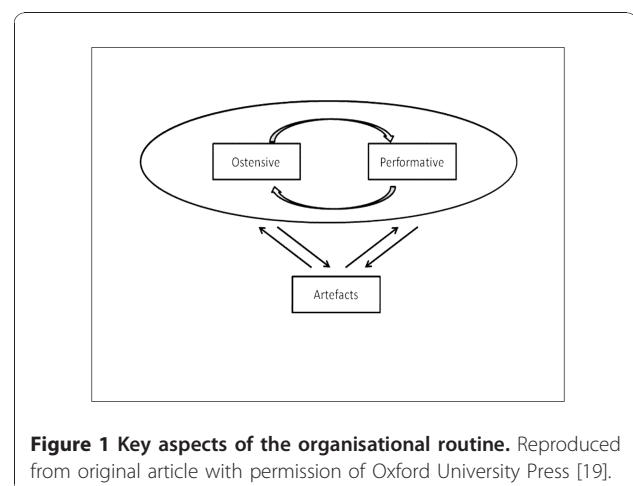 Ostensive Performative
Artefacts
Figure 1 Key aspects of the organisational routine. Reproduced
from original article with permission of Oxford University Press [19].